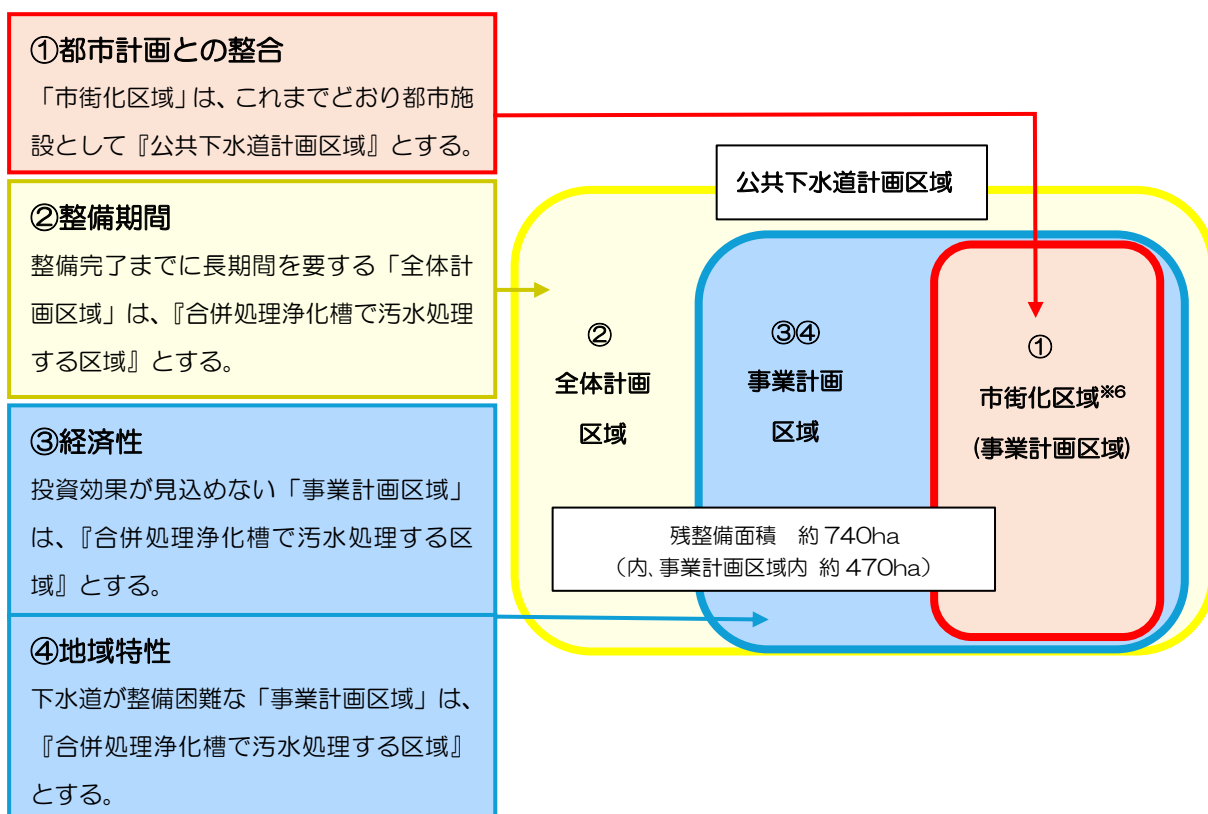 ①都市計画との整合
「市街化区域」は、これまでどおり都市施
設として『公共下水道計画区域』とする。
②整備期間
整備完了までに長期間を要する「全体計
画区域」は、『合併処理浄化槽で汚水処理
する区域』とする。
③経済性
投資効果が見込めない「事業計画区域」
は、『合併処理浄化槽で汚水処理する区
域』とする。
④地域特性
下水道が整備困難な「事業計画区域」は、
『合併処理浄化槽で汚水処理する区域』
とする。
公共下水道計画区域
②
全体計画
区域
③④
事業計画
区域
①
市街化区域※6
(事業計画区域)
残整備面積　約740ha
（内、事業計画区域内 約470ha）